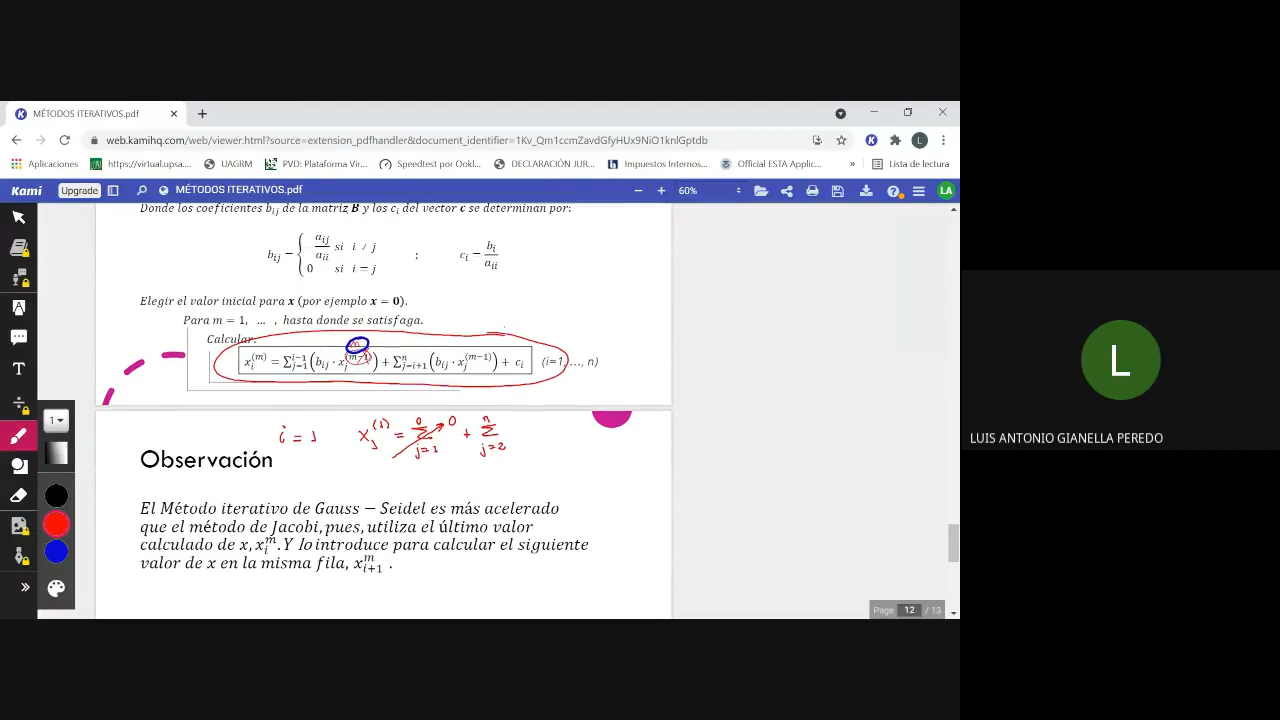 MÉTODOS ITERATIVOS.pdf
web.kamihq.com/web/viewer.html?source=extension_pdfhandler&document_identifier=1Kv_Qm1ccmZavdGfyHUx9NiO1knlGptdb
Aplicaciones https://virtual.upsa.... UAGRM PVD: Plataforma Vir... Speedtest por Ookl... DECLARACIÓN JUR... Impuestos Internos... Official ESTA Applic... » Lista de lectura
Kami Upgrade MÉTODOS ITERATIVOS.pdf 60% LA
Donde los coeficientes b_ij de la matriz B y los c_i del vector c se determinan por:
b_ij = { a_ij/a_ii si i ≠ j
0 si i = j ; c_i = b_i/a_ii
Elegir el valor inicial para x (por ejemplo x = 0).
Para m = 1, ... , hasta donde se satisfaga.
Calcular:
m
x_i^(m) = ∑_{j=1}^{i−1} (b_ij · x_j^(m−1)) + ∑_{j=i+1}^{n} (b_ij · x_j^(m−1)) + c_i (i=1,…, n)
i = 1 x_1^(1) = ∑_{j=1}^{0} 0 + ∑_{j=2}^{n}
Observación
El Método iterativo de Gauss − Seidel es más acelerado
que el método de Jacobi, pues, utiliza el último valor
calculado de x, x_i^m. Y lo introduce para calcular el siguiente
valor de x en la misma fila, x_{i+1}^m .
Page 12 / 13
1
T
L
LUIS ANTONIO GIANELLA PEREDO